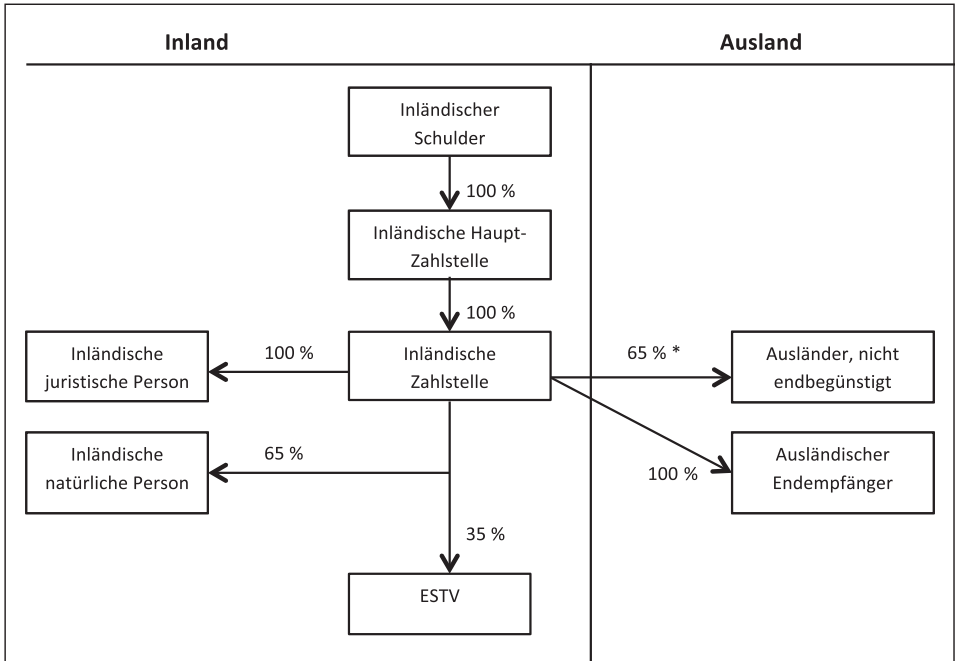 Inland
Ausland
Inländischer
Schulder
100 %
Inländische Haupt-
Zahlstelle
100 %
Inländische
juristische Person
100 %
Inländische
Zahlstelle
65 % *
Ausländer, nicht
endbegünstigt
Inländische
natürliche Person
65 %
100 %
Ausländischer
Endempfänger
35 %
ESTV